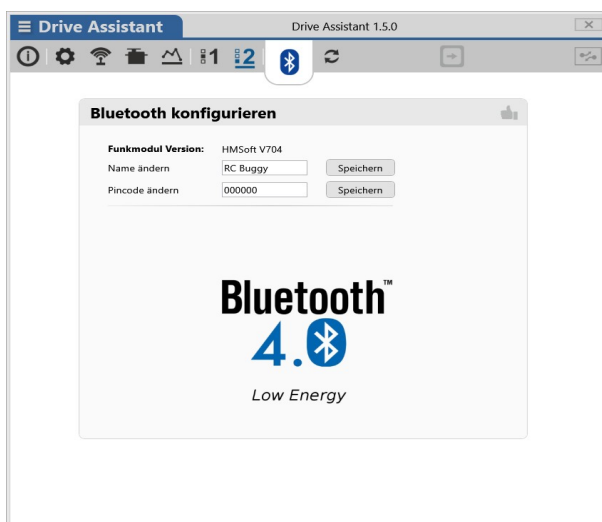 Drive Assistant
Drive Assistant 1.5.0
1 2
Bluetooth konfigurieren
Funkmodul Version: HMSoft V704
Name ändern RC Buggy Speichern
Pincode ändern 000000 Speichern
Bluetooth™
4.0
Low Energy